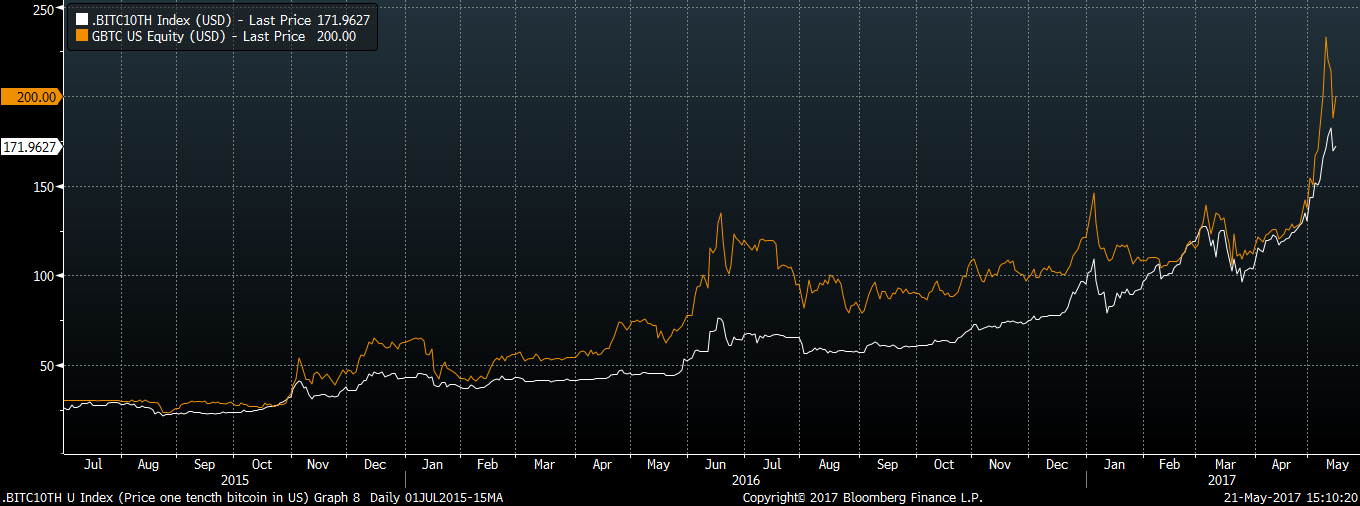 250
.BITC10TH Index (USD) - Last Price 171.9627
GBTC US Equity (USD) - Last Price 200.00
200.00
171.9627
150
100
50
Jul Aug Sep Oct Nov Dec Jan Feb Mar Apr May Jun Jul Aug Sep Oct Nov Dec Jan Feb Mar Apr May
2015 2016 2017
.BITC10TH U Index (Price one tencth bitcoin in US) Graph 8 Daily 01JUL2015-15MA Copyright© 2017 Bloomberg Finance L.P. 21-May-2017 15:10:20